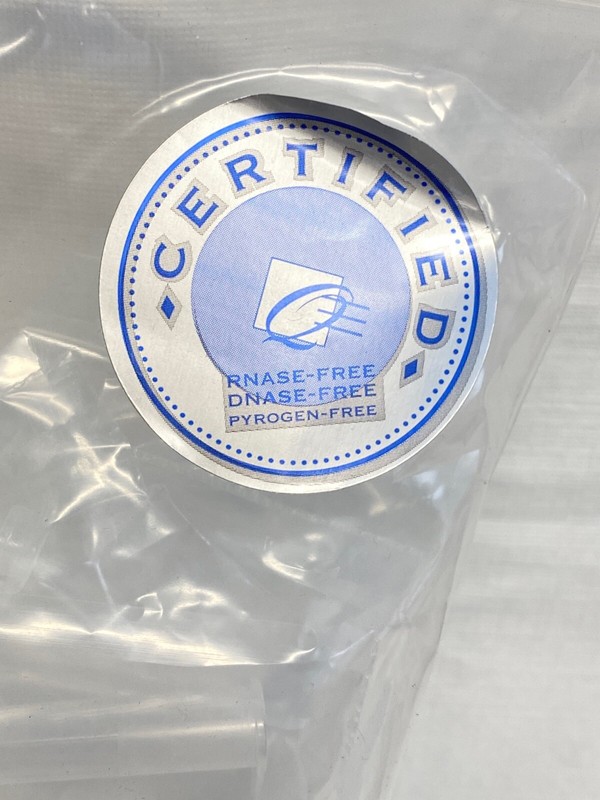 CERTIFIED
Q
RNASE-FREE
DNASE-FREE
PYROGEN-FREE